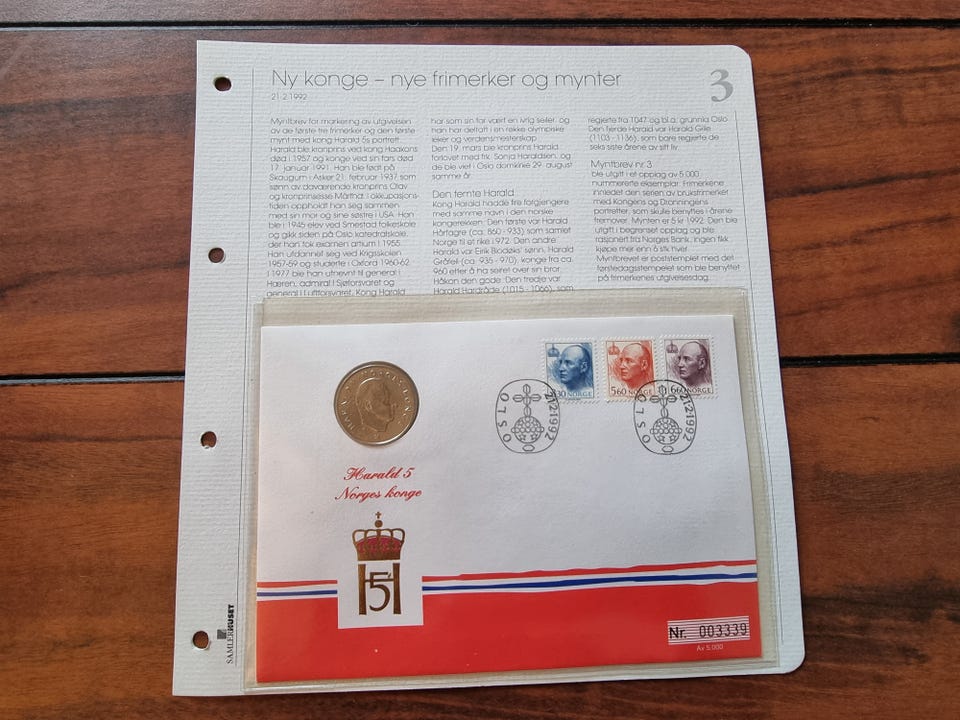 Ny konge – nye frimerker og mynter
3
21.2.1992
Myntbrev for markering av utgivelsen
av de første tre frimerker og den første
mynt med kong Harald 5s portrett.
Harald ble kronprins ved kong Haakons
død i 1957 og konge ved sin fars død
17. januar 1991. Han ble født på
Skaugum i Asker 21. februar 1937 som
sønn av daværende kronprins Olav
og kronprinsesse Märtha. I okkupasjons-
tiden oppholdt han seg sammen
med sin mor og sine søstre i USA. Han
ble i 1945 elev ved Smestad folkeskole
og gikk siden på Oslo katedralskole,
der han tok examen artium i 1955.
Han utdannet seg ved Krigsskolen
1957-59 og studerte i Oxford 1960-62.
I 1977 ble han utnevnt til general i
Hæren, admiral i Sjøforsvaret og
general i Luftforsvaret. Kong Harald
har som sin far vært en ivrig seiler, og
han har deltatt i en rekke olympiske
leker og verdensmesterskap.
Den 19. mars ble kronprins Harald
forlovet med frk. Sonja Haraldsen, og
de ble viet i Oslo domkirke 29. august
samme år.
Den femte Harald
Kong Harald hadde fire forgjengere
med samme navn i den norske
kongerekken: Den første var Harald
Hårfagre (ca. 860 - 933) som samlet
Norge til et rike i 972. Den andre
Harald var Eirik Blodøks' sønn, Harald
Gråfell (ca. 935 - 970), konge fra ca.
960 etter å ha seiret over sin bror
Håkon den gode. Den tredje var
Harald Hardråde (1015 - 1066), som
regjerte fra 1047 og bl.a. grunnla Oslo.
Den fjerde Harald var Harald Gille
(1103 - 1136), som bare regjerte de
seks siste årene av sitt liv.
Myntbrev nr. 3
ble utgitt i et opplag av 5.000
nummererte eksemplar. Frimerkene
innledet den serien av bruksfrimerker
med Kongens og Dronningens
portretter, som skulle benyttes i årene
fremover. Mynten er 5 kr 1992. Den ble
utgitt i begrenset opplag og ble
rasjonert fra Norges Bank, ingen fikk
kjøpe mer enn 5 stk hver.
Myntbrevet er poststemplet med det
førstedagsstempelet som ble benyttet
på frimerkenes utgivelsesdag.
NORGE
5.60 NORGE
6.60 NORGE
OSLO 21·2·1992
OSLO 21·2·1992
Harald 5
Norges konge
H5
Nr. 003339
Av 5.000
SAMLERHUSET